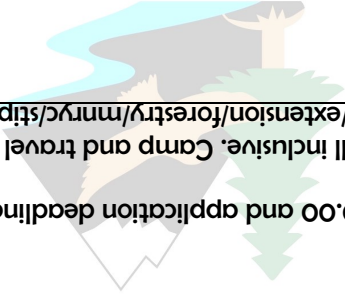 .00 and application deadlin
ll inclusive. Camp and travel
/extension/forestry/mnryc/stip